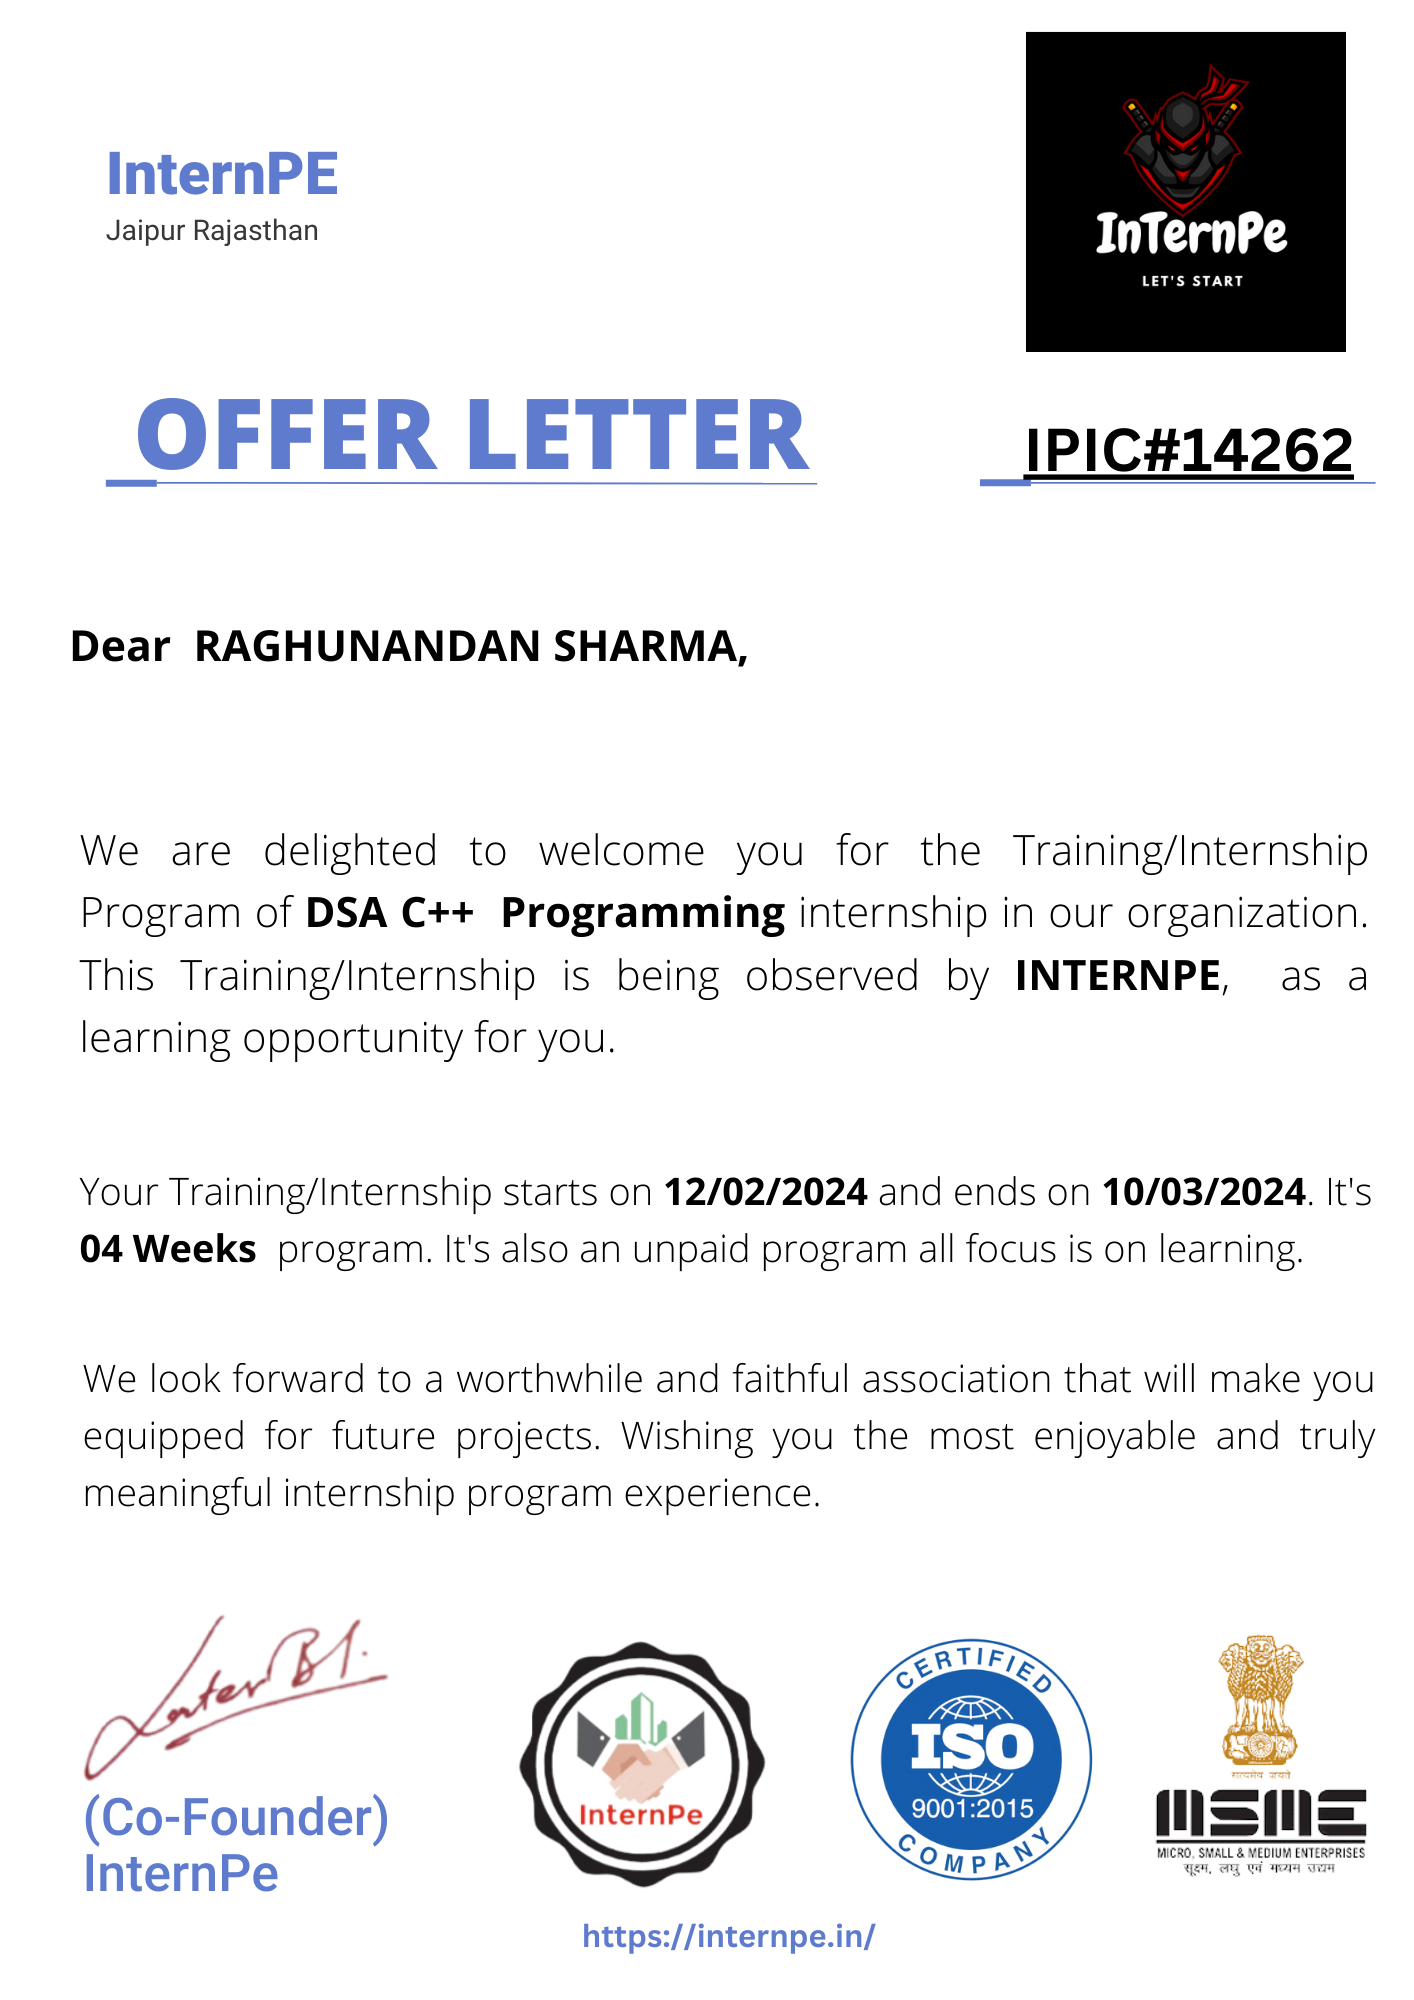 InternPE
Jaipur Rajasthan
InTernPe
LET'S START
OFFER LETTER
IPIC#14262
Dear RAGHUNANDAN SHARMA,
We are delighted to welcome you for the Training/Internship
Program of DSA C++ Programming internship in our organization.
This Training/Internship is being observed by INTERNPE, as a
learning opportunity for you.
Your Training/Internship starts on 12/02/2024 and ends on 10/03/2024. It's
04 Weeks program. It's also an unpaid program all focus is on learning.
We look forward to a worthwhile and faithful association that will make you
equipped for future projects. Wishing you the most enjoyable and truly
meaningful internship program experience.
(Co-Founder)
InternPe
InternPe
CERTIFIED
ISO
9001:2015
COMPANY
सत्यमेव जयते
MSME
MICRO, SMALL & MEDIUM ENTERPRISES
सूक्ष्म, लघु एवं मध्यम उद्यम
https://internpe.in/